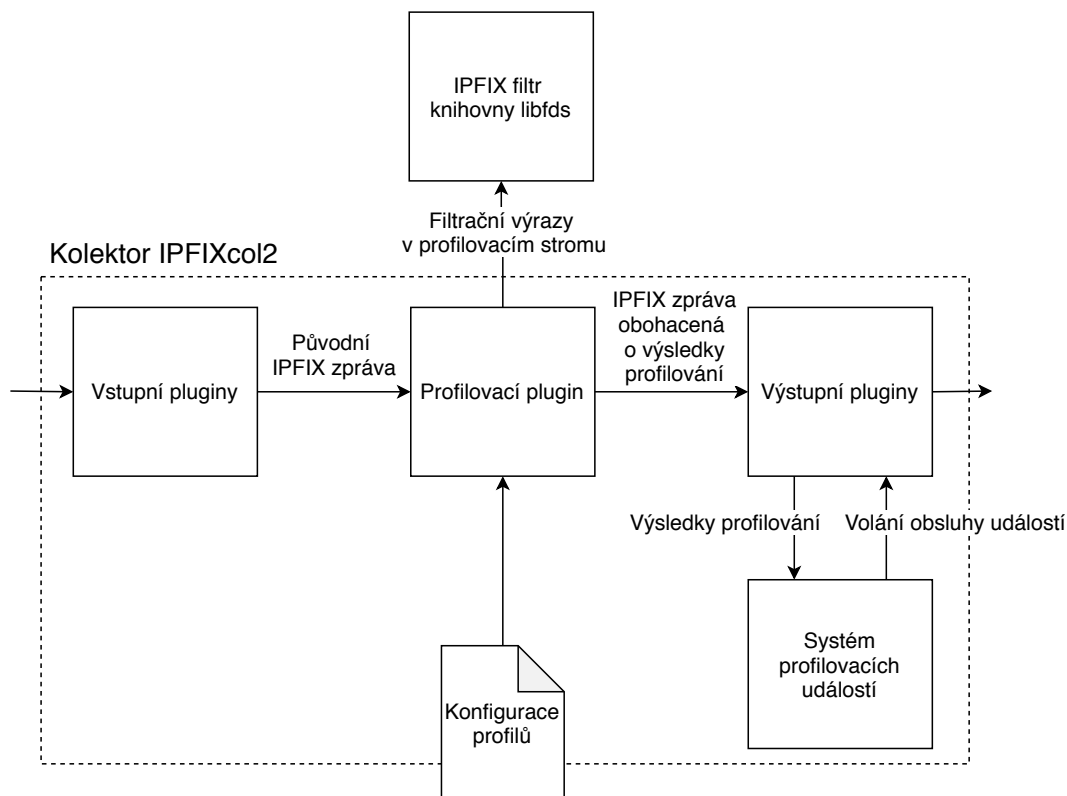 IPFIX filtr
knihovny libfds
Filtrační výrazy
v profilovacím stromu
Kolektor IPFIXcol2
Vstupní pluginy
Původní
IPFIX zpráva
Profilovací plugin
IPFIX zpráva
obohacená
o výsledky
profilování
Výstupní pluginy
Výsledky profilování
Volání obsluhy událostí
Systém
profilovacích
událostí
Konfigurace
profilů